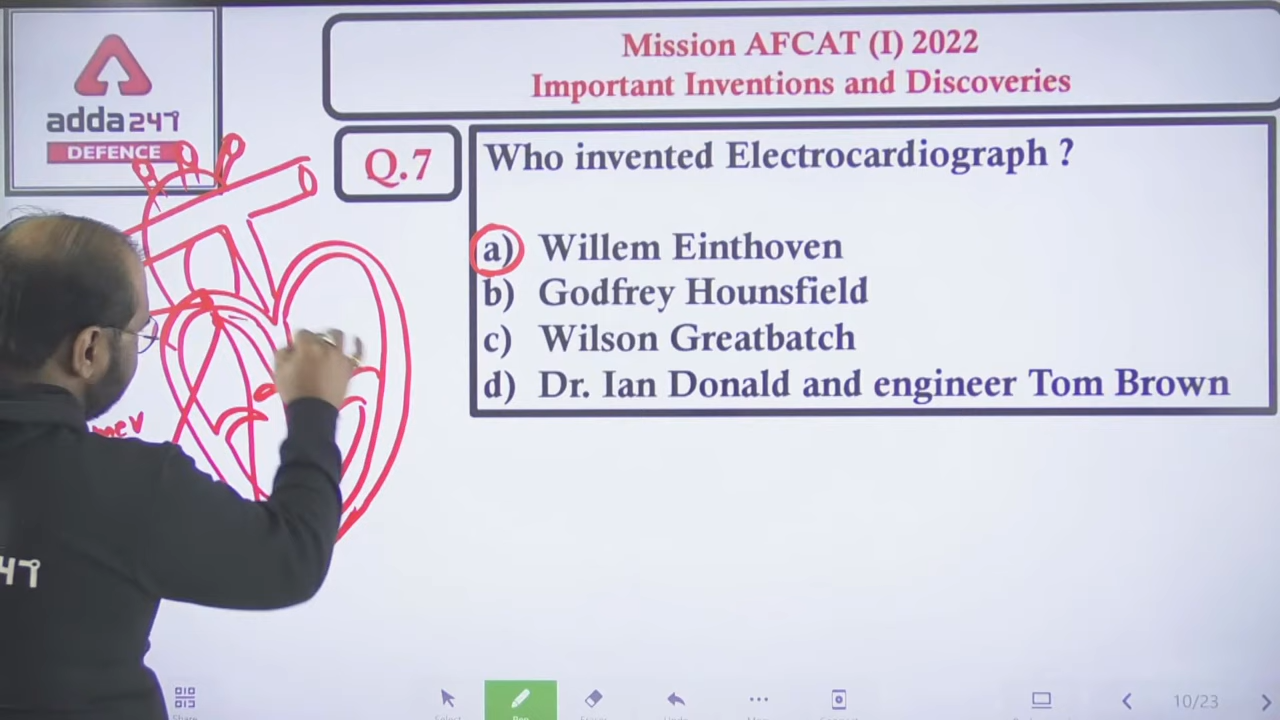 adda247
DEFENCE
Mission AFCAT (I) 2022
Important Inventions and Discoveries
Q.7
Who invented Electrocardiograph ?
a) Willem Einthoven
b) Godfrey Hounsfield
c) Wilson Greatbatch
d) Dr. Ian Donald and engineer Tom Brown
47
10/23